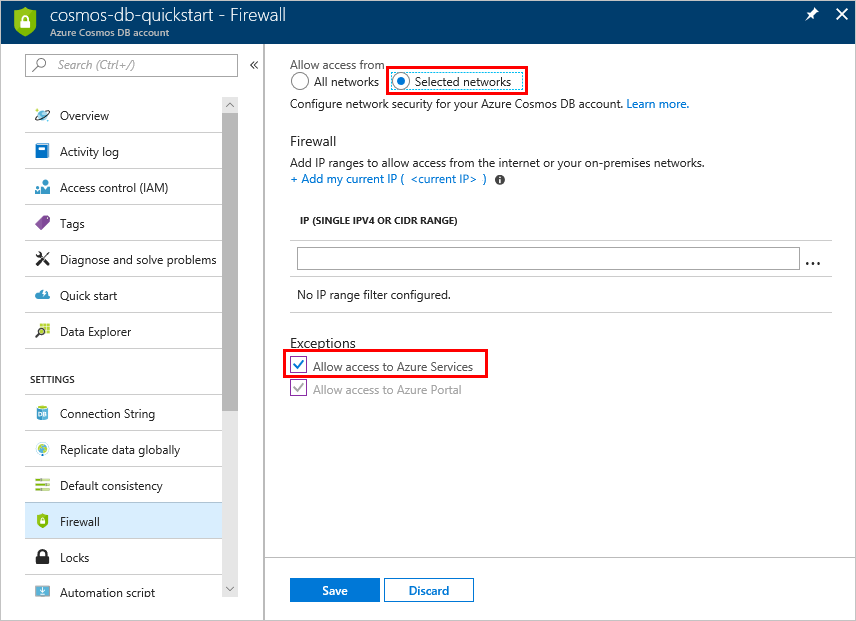 cosmos-db-quickstart - Firewall
Azure Cosmos DB account
Search (Ctrl+/)
«
Overview
Activity log
Access control (IAM)
Tags
Diagnose and solve problems
Quick start
Data Explorer
SETTINGS
DB
Connection String
Replicate data globally
Default consistency
Firewall
Locks
Automation script
Allow access from
All networks
Selected networks
Configure network security for your Azure Cosmos DB account. Learn more.
Firewall
Add IP ranges to allow access from the internet or your on-premises networks.
+ Add my current IP ( <current IP> )
IP (SINGLE IPV4 OR CIDR RANGE)
...
No IP range filter configured.
Exceptions
Allow access to Azure Services
Allow access to Azure Portal
Save
Discard